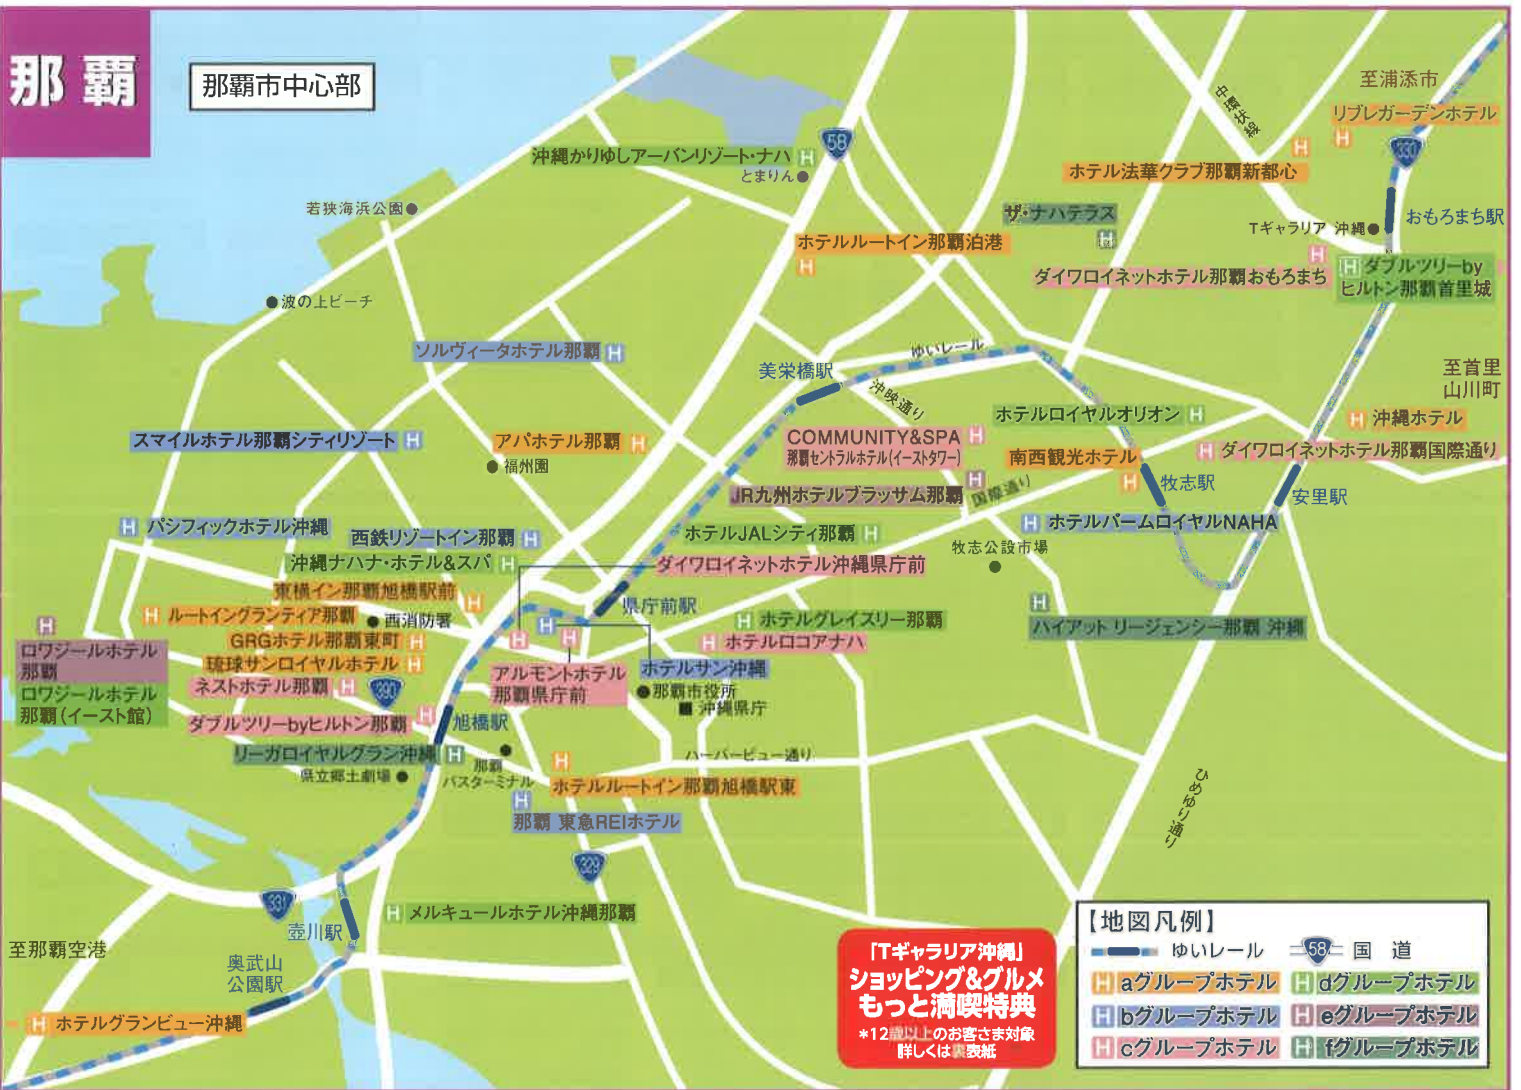 那覇
那覇市中心部
至浦添市
リブレガーデンホテル
中環状線
58
330
沖縄かりゆしアーバンリゾート・ナハ H
とまりん
ホテル法華クラブ那覇新都心
H
H
若狭海浜公園
ザ・ナハテラス
H
おもろまち駅
Tギャラリア 沖縄
ホテルルートイン那覇泊港
H
H
ダイワロイネットホテル那覇おもろまち
H ダブルツリーby
ヒルトン那覇首里城
波の上ビーチ
ソルヴィータホテル那覇 H
ゆいレール
美栄橋駅
沖映通り
至首里
山川町
ホテルロイヤルオリオン H
H 沖縄ホテル
スマイルホテル那覇シティリゾート H
アパホテル那覇 H
COMMUNITY&SPA H
那覇セントラルホテル(イーストタワー)
H ダイワロイネットホテル那覇国際通り
南西観光ホテル
H
福州園
JR九州ホテルブラッサム那覇 H
国際通り
牧志駅
安里駅
H パシフィックホテル沖縄
西鉄リゾートイン那覇 H
ホテルJALシティ那覇 H
H ホテルパームロイヤルNAHA
牧志公設市場
沖縄ナハナ・ホテル&スパ H
ダイワロイネットホテル沖縄県庁前
東横イン那覇旭橋駅前
H
県庁前駅
H
ハイアット リージェンシー那覇 沖縄
H ルートイングランティア那覇
西消防署
H ホテルグレイスリー那覇
H
GRGホテル那覇東町 H
H
H
H
H ホテルロコアナハ
ロワジールホテル
那覇
琉球サンロイヤルホテル H
アルモントホテル
那覇県庁前
ホテルサン沖縄
ネストホテル那覇 H
390
那覇市役所
ロワジールホテル
那覇(イースト館)
沖縄県庁
ダブルツリーbyヒルトン那覇 H
旭橋駅
リーガロイヤルグラン沖縄 H
那覇
バスターミナル
ハーバービュー通り
県立郷土劇場
H
ホテルルートイン那覇旭橋駅東
H
那覇 東急REIホテル
ひめゆり通り
329
331
H メルキュールホテル沖縄那覇
壺川駅
至那覇空港
奥武山
公園駅
H ホテルグランビュー沖縄
「Tギャラリア沖縄」
ショッピング&グルメ
もっと満喫特典
*12歳以上のお客さま対象
詳しくは裏表紙
【地図凡例】
ゆいレール
58 国道
H aグループホテル
H dグループホテル
H bグループホテル
H eグループホテル
H cグループホテル
H fグループホテル